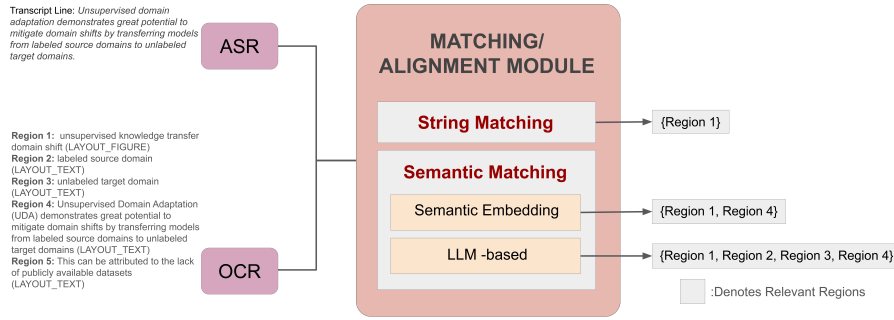 Transcript Line: Unsupervised domain
adaptation demonstrates great potential to
mitigate domain shifts by transferring models
from labeled source domains to unlabeled
target domains.
ASR
Region 1:  unsupervised knowledge transfer
domain shift (LAYOUT_FIGURE)
Region 2: labeled source domain
(LAYOUT_TEXT)
Region 3: unlabeled target domain
(LAYOUT_TEXT)
Region 4: Unsupervised Domain Adaptation
(UDA) demonstrates great potential to
mitigate domain shifts by transferring models
from labeled source domains to unlabeled
target domains (LAYOUT_TEXT)
Region 5: This can be attributed to the lack
of publicly available datasets
(LAYOUT_TEXT)
OCR
MATCHING/
ALIGNMENT MODULE
String Matching
{Region 1}
Semantic Matching
Semantic Embedding
{Region 1, Region 4}
LLM -based
{Region 1, Region 2, Region 3, Region 4}
:Denotes Relevant Regions